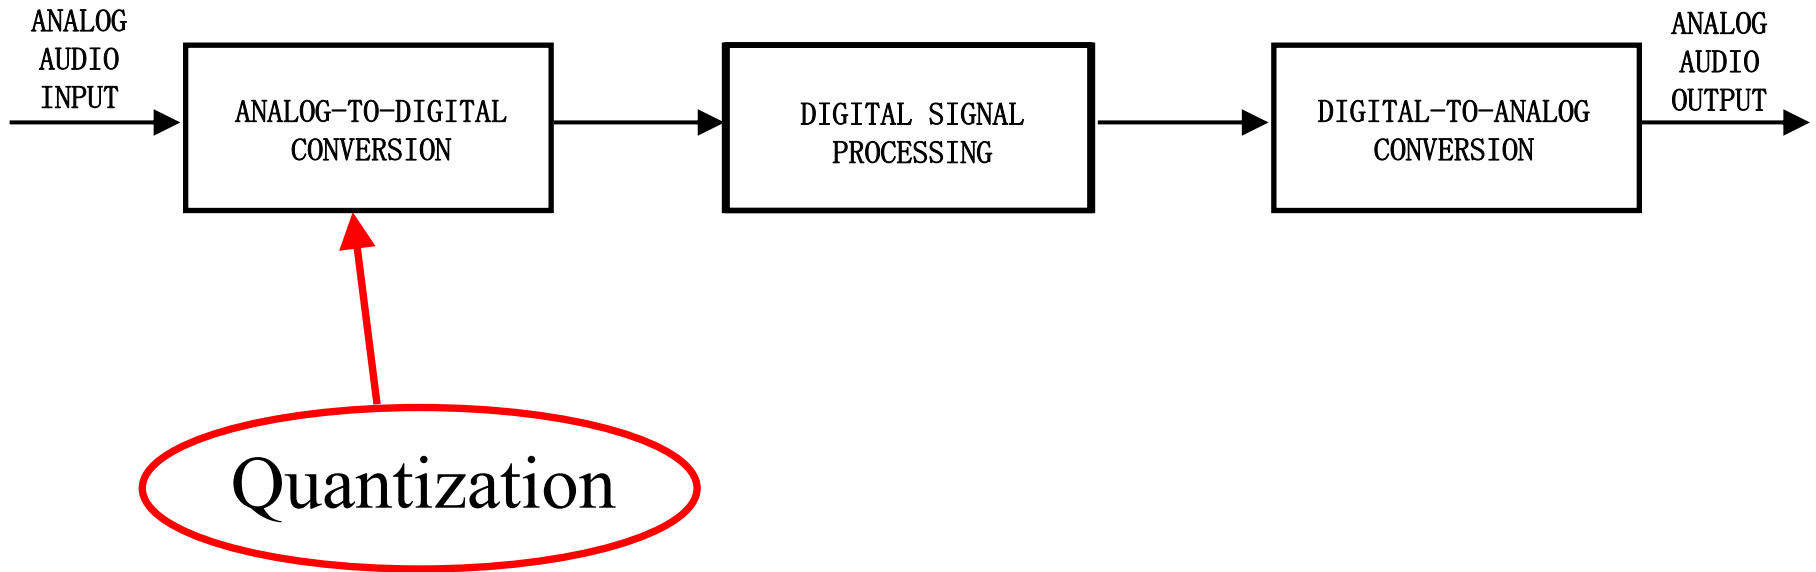 ANALOG
AUDIO
INPUT
ANALOG-TO-DIGITAL
CONVERSION
DIGITAL SIGNAL
PROCESSING
DIGITAL-TO-ANALOG
CONVERSION
ANALOG
AUDIO
OUTPUT
Quantization